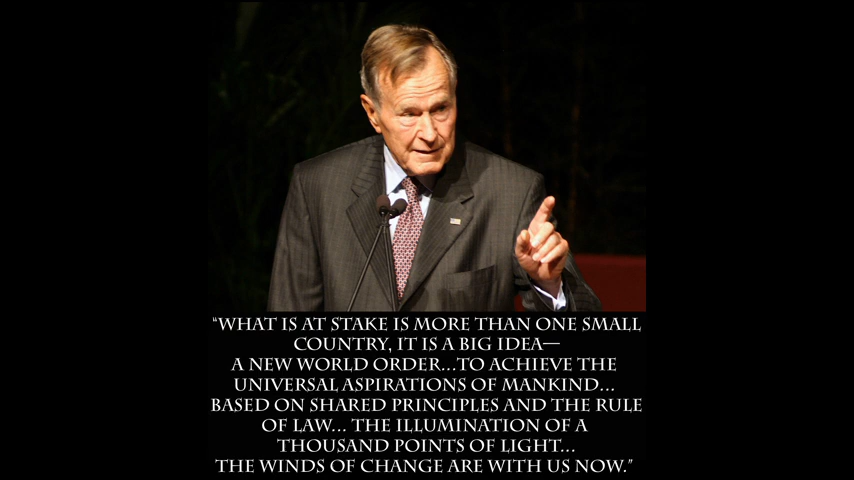 "WHAT IS AT STAKE IS MORE THAN ONE SMALL
COUNTRY, IT IS A BIG IDEA—
A NEW WORLD ORDER...TO ACHIEVE THE
UNIVERSAL ASPIRATIONS OF MANKIND...
BASED ON SHARED PRINCIPLES AND THE RULE
OF LAW... THE ILLUMINATION OF A
THOUSAND POINTS OF LIGHT...
THE WINDS OF CHANGE ARE WITH US NOW."